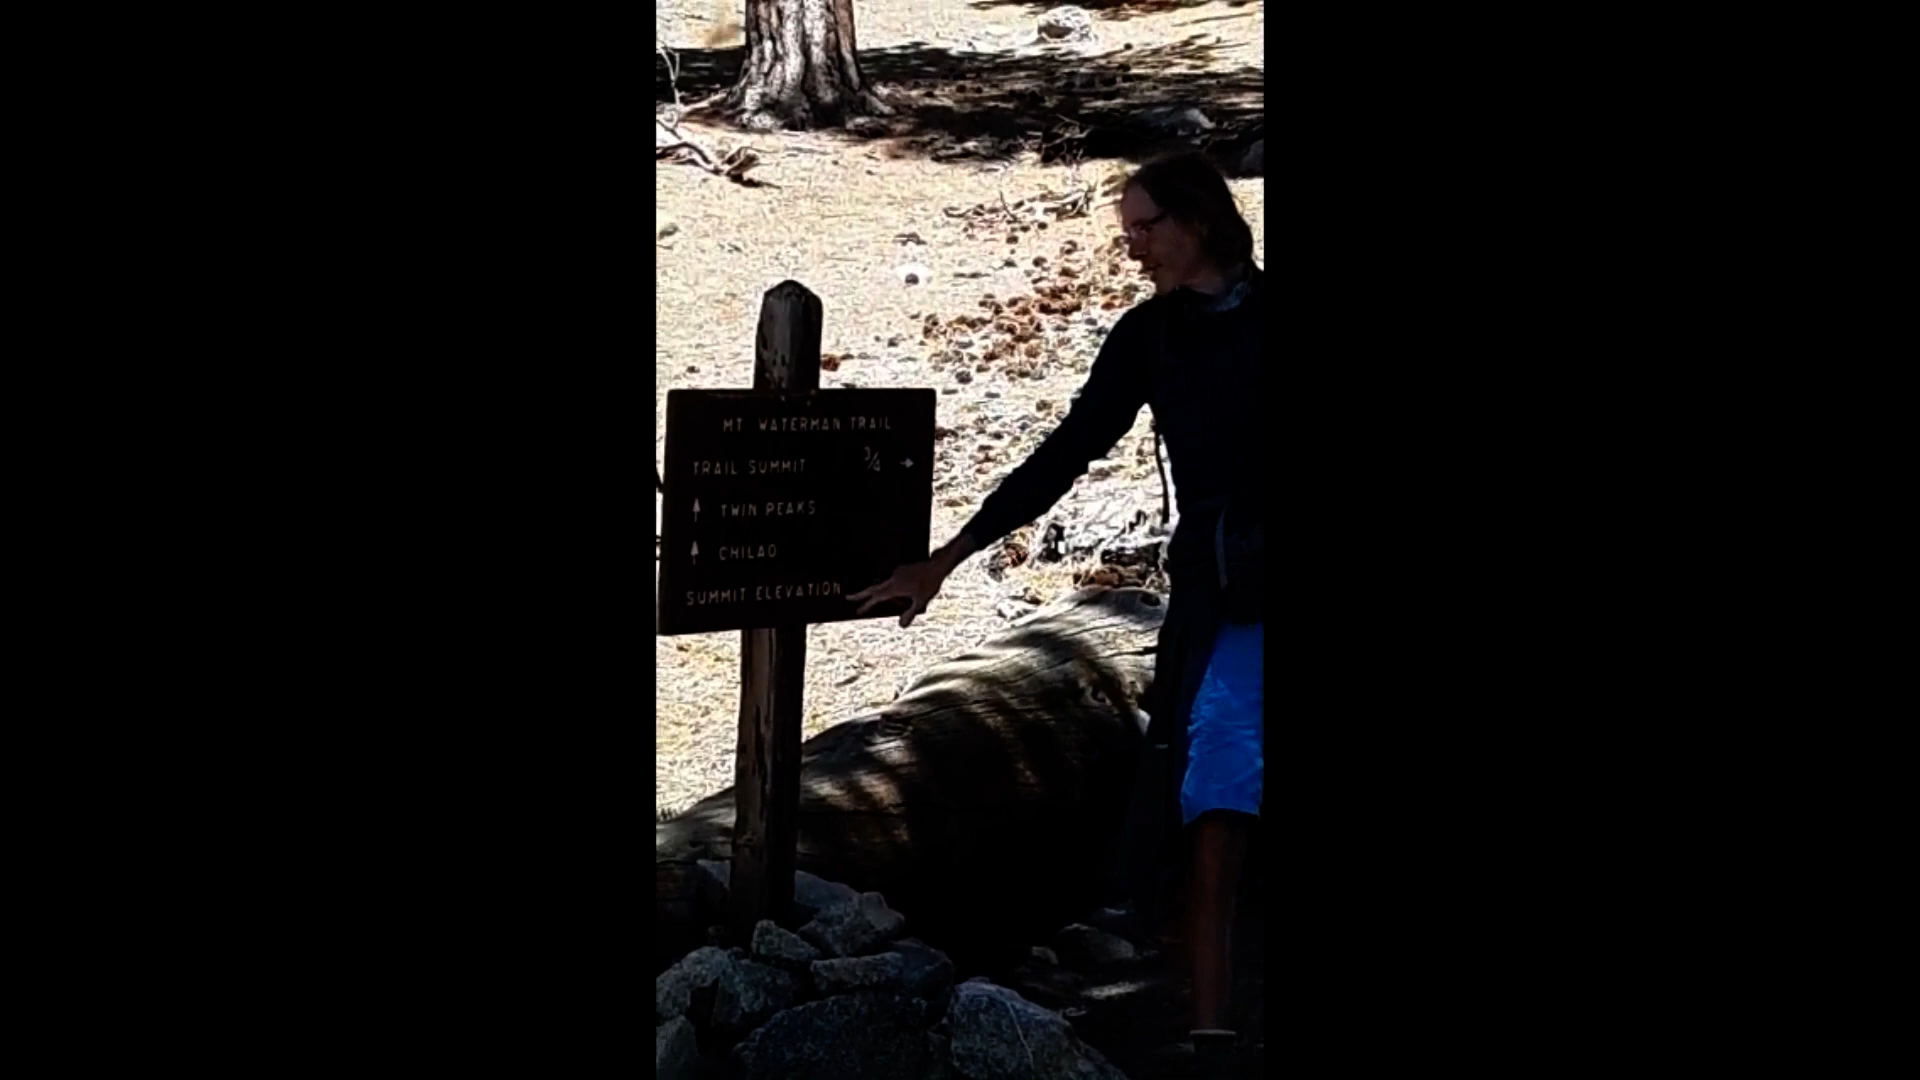 MT WATERMAN TRAIL
TRAIL SUMMIT 3/4 →
↑ TWIN PEAKS
↑ CHILAO
SUMMIT ELEVATION